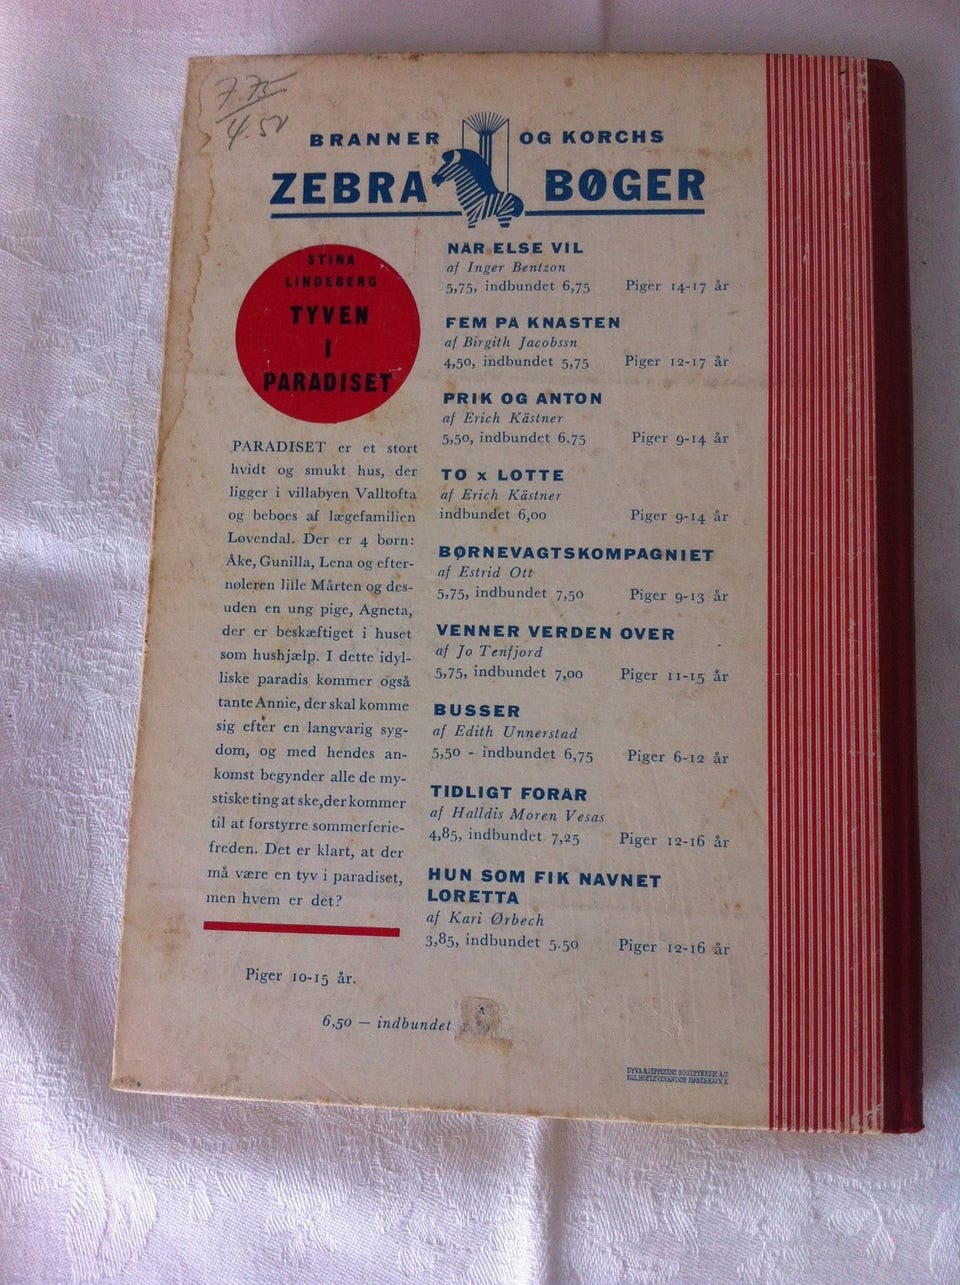 7.75
4.50
BRANNER OG KORCHS
ZEBRA BØGER
STINA
LINDEBERG
TYVEN
I
PARADISET
PARADISET er et stort
hvidt og smukt hus, der
ligger i villabyen Valltofta
og beboes af lægefamilien
Løvendal. Der er 4 børn:
Åke, Gunilla, Lena og efter-
nøleren lille Mårten og des-
uden en ung pige, Agneta,
der er beskæftiget i huset
som hushjælp. I dette idyl-
liske paradis kommer også
tante Annie, der skal komme
sig efter en langvarig syg-
dom, og med hendes an-
komst begynder alle de my-
stiske ting at ske, der kommer
til at forstyrre sommerferie-
freden. Det er klart, at der
må være en tyv i paradiset,
men hvem er det?
Piger 10-15 år.
6,50 — indbundet
NÅR ELSE VIL
af Inger Bentzon
5,75, indbundet 6,75 Piger 14-17 år
FEM PÅ KNASTEN
af Birgith Jacobssn
4,50, indbundet 5,75 Piger 12-17 år
PRIK OG ANTON
af Erich Kästner
5,50, indbundet 6.75 Piger 9-14 år
TO x LOTTE
af Erich Kästner
indbundet 6,00 Piger 9-14 år
BØRNEVAGTSKOMPAGNIET
af Estrid Ott
5,75, indbundet 7,50 Piger 9-13 år
VENNER VERDEN OVER
af Jo Tenfjord
5,75, indbundet 7,00 Piger 11-15 år
BUSSER
af Edith Unnerstad
5,50 - indbundet 6,75 Piger 6-12 år
TIDLIGT FORÅR
af Halldis Moren Vesas
4,85, indbundet 7,25 Piger 12-16 år
HUN SOM FIK NAVNET
LORETTA
af Kari Ørbech
3,85, indbundet 5.50 Piger 12-16 år
DYVA & JEPPESENS BOGTRYKKERI A/S
KGL. HOFLEVERANDØR KØBENHAVN K